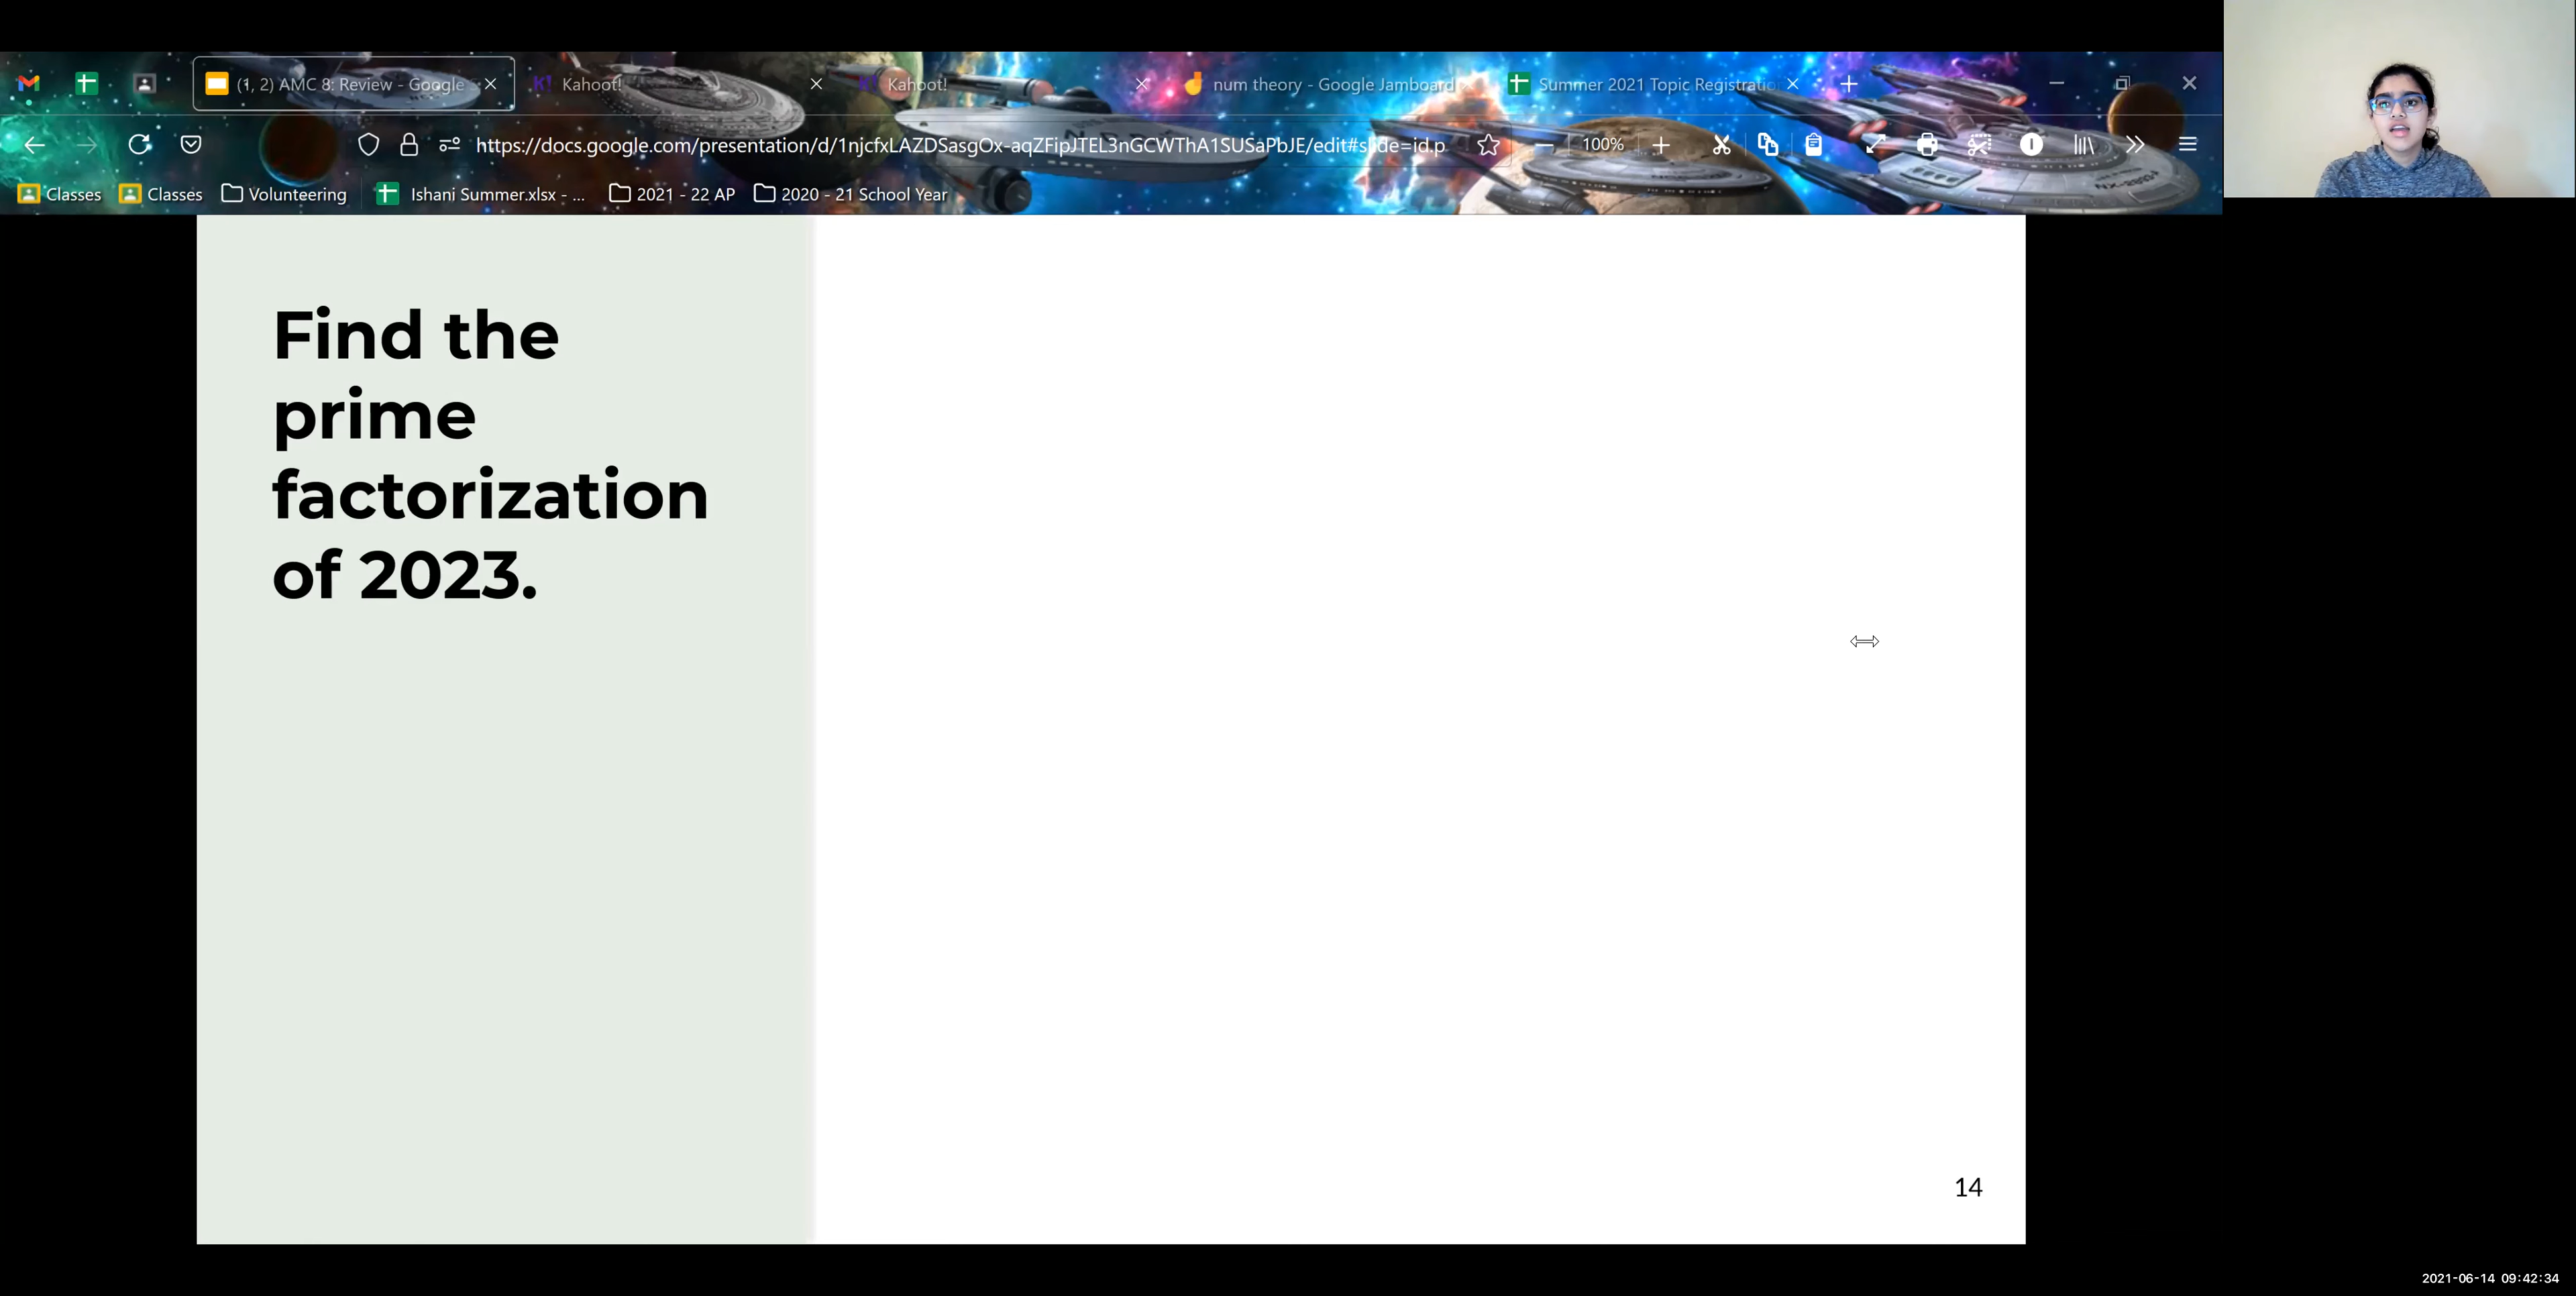 (1, 2) AMC 8: Review - Google
Kahoot!
Kahoot!
num theory - Google Jamboard
Summer 2021 Topic Registratio
https://docs.google.com/presentation/d/1njcfxLAZDSasgOx-aqZFipJTEL3nGCWThA1SUSaPbJE/edit#slide=id.p
100%
Classes
Classes
Volunteering
Ishani Summer.xlsx - ...
2021 - 22 AP
2020 - 21 School Year
Find the
prime
factorization
of 2023.
14
2021-06-14 09:42:34